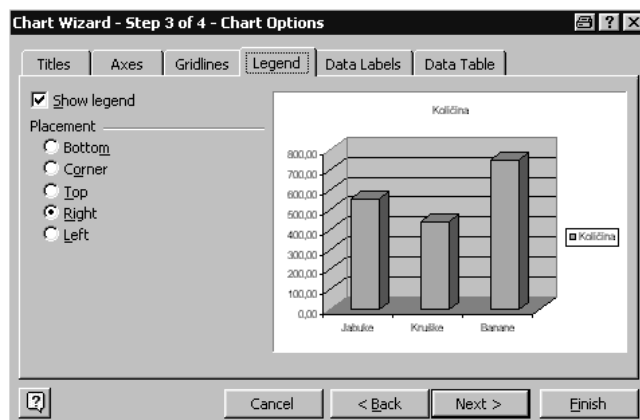 Chart Wizard - Step 3 of 4 - Chart Options
Titles Axes Gridlines Legend Data Labels Data Table
Show legend
Placement
Bottom
Corner
Top
Right
Left
Količina
800,00
700,00
600,00
500,00
400,00
300,00
200,00
100,00
0,00
Jabuke Kruške Banane
Količina
Cancel < Back Next > Finish